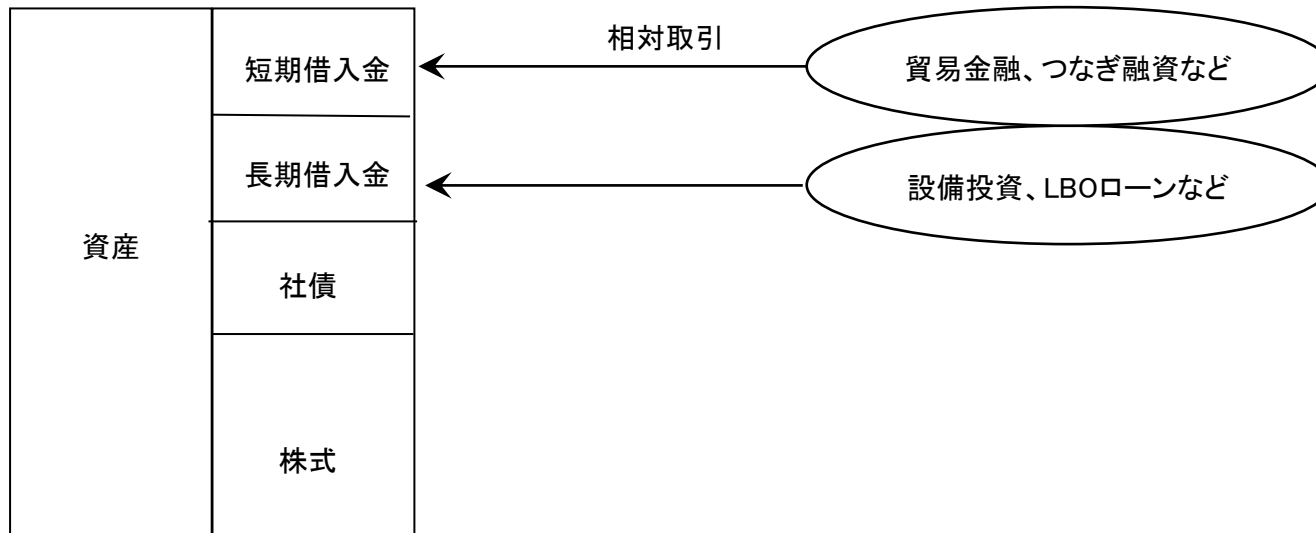 相対取引
短期借入金
貿易金融、つなぎ融資など
長期借入金
設備投資、LBOローンなど
資産
社債
株式